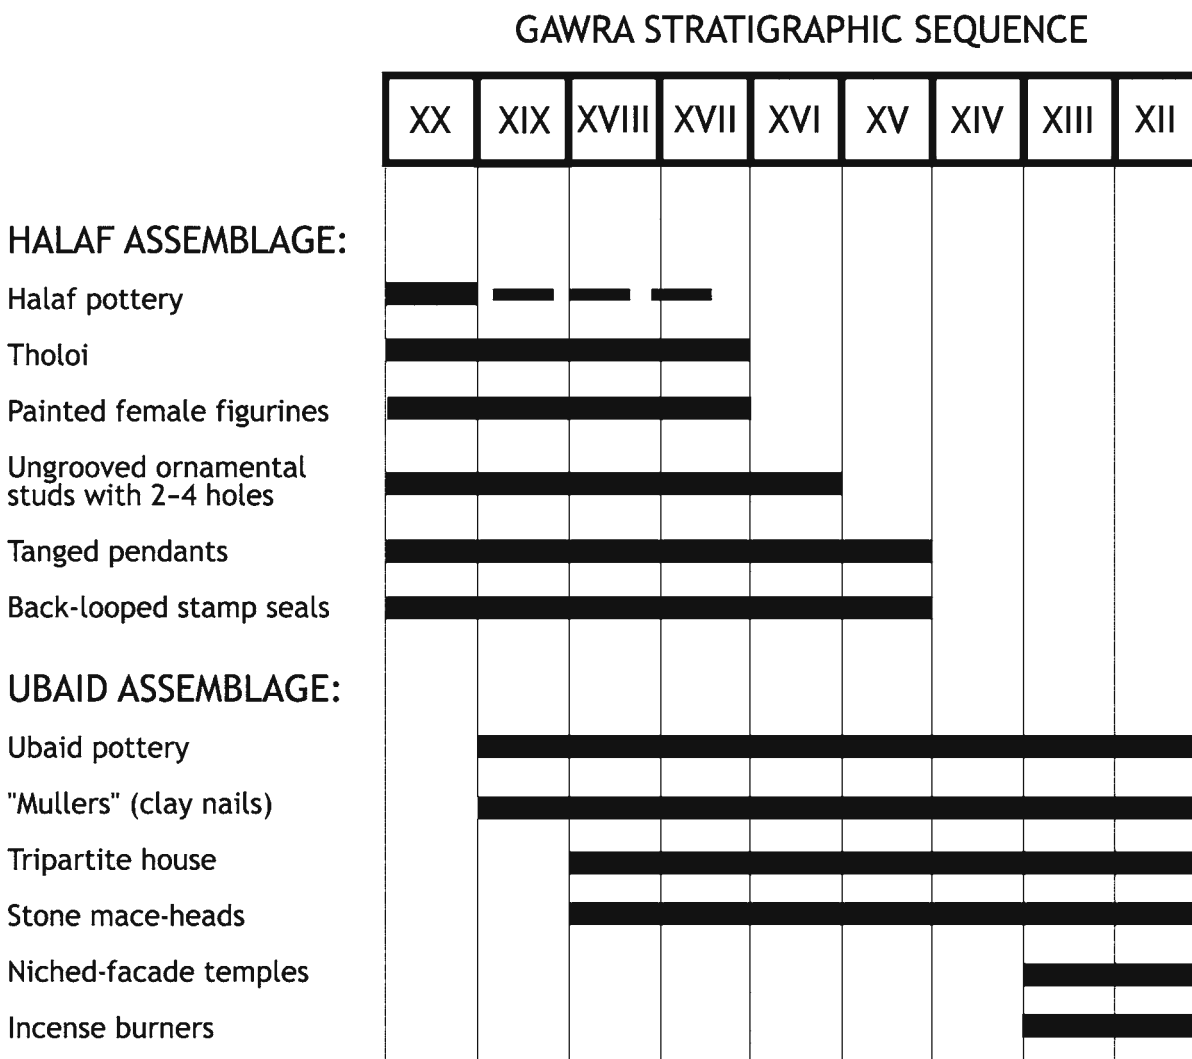 GAWRA STRATIGRAPHIC SEQUENCE
XX XIX XVIII XVII XVI XV XIV XIII XII
HALAF ASSEMBLAGE:
Halaf pottery
Tholoi
Painted female figurines
Ungrooved ornamental
studs with 2–4 holes
Tanged pendants
Back-looped stamp seals
UBAID ASSEMBLAGE:
Ubaid pottery
"Mullers" (clay nails)
Tripartite house
Stone mace-heads
Niched-facade temples
Incense burners